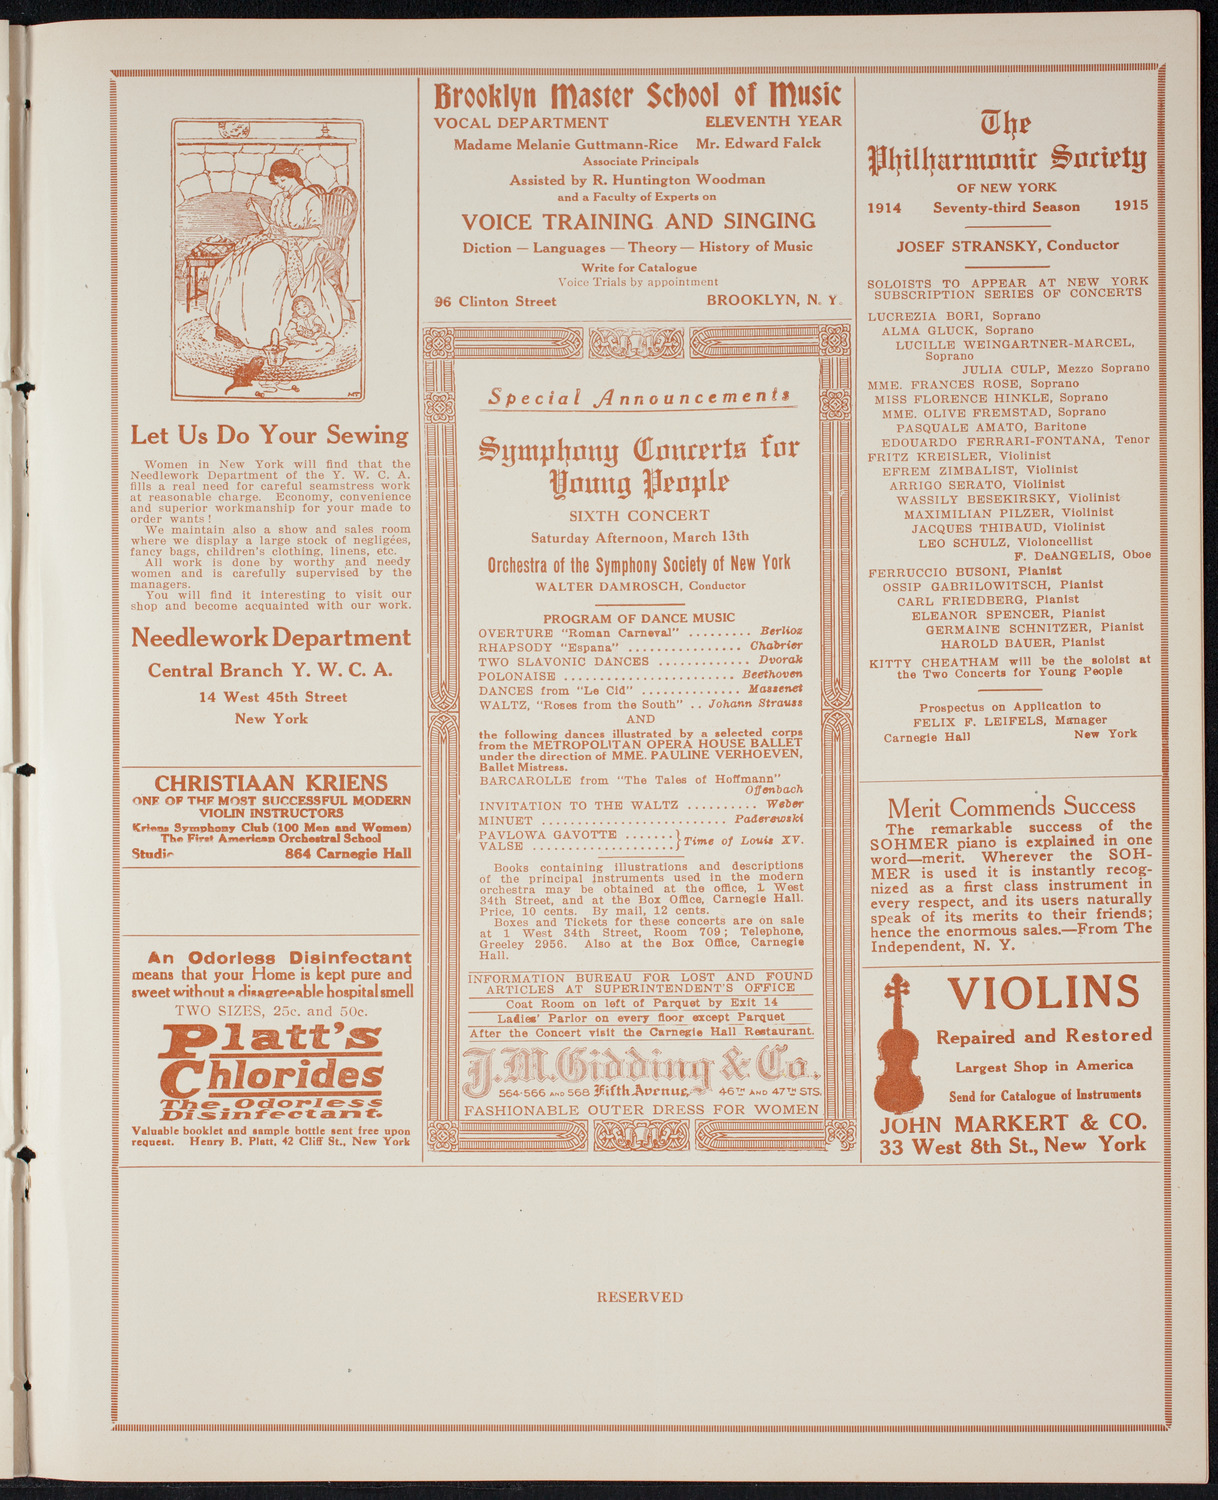 MT
Let Us Do Your Sewing
Women in New York will find that the
Needlework Department of the Y. W. C. A.
fills a real need for careful seamstress work
at reasonable charge. Economy, convenience
and superior workmanship for your made to
order wants!
We maintain also a show and sales room
where we display a large stock of negligées,
fancy bags, children's clothing, linens, etc.
All work is done by worthy and needy
women and is carefully supervised by the
managers.
You will find it interesting to visit our
shop and become acquainted with our work.
Needlework Department
Central Branch Y. W. C. A.
14 West 45th Street
New York
CHRISTIAAN KRIENS
ONE OF THE MOST SUCCESSFUL MODERN
VIOLIN INSTRUCTORS
Kriens Symphony Club (100 Men and Women)
The First American Orchestral School
Studio 864 Carnegie Hall
An Odorless Disinfectant
means that your Home is kept pure and
sweet without a disagreeable hospital smell
TWO SIZES, 25c. and 50c.
Platt's
Chlorides
The Odorless
Disinfectant.
Valuable booklet and sample bottle sent free upon
request. Henry B. Platt, 42 Cliff St., New York
Brooklyn Master School of Music
VOCAL DEPARTMENT ELEVENTH YEAR
Madame Melanie Guttmann-Rice Mr. Edward Falck
Associate Principals
Assisted by R. Huntington Woodman
and a Faculty of Experts on
VOICE TRAINING AND SINGING
Diction — Languages — Theory — History of Music
Write for Catalogue
Voice Trials by appointment
96 Clinton Street BROOKLYN, N. Y.
Special Announcements
Symphony Concerts for
Young People
SIXTH CONCERT
Saturday Afternoon, March 13th
Orchestra of the Symphony Society of New York
WALTER DAMROSCH, Conductor
PROGRAM OF DANCE MUSIC
OVERTURE "Roman Carneval" ......... Berlioz
RHAPSODY "Espana" ................ Chabrier
TWO SLAVONIC DANCES ............. Dvorak
POLONAISE ........................ Beethoven
DANCES from "Le Cid" .............. Massenet
WALTZ, "Roses from the South" .. Johann Strauss
AND
the following dances illustrated by a selected corps
from the METROPOLITAN OPERA HOUSE BALLET
under the direction of MME. PAULINE VERHOEVEN,
Ballet Mistress.
BARCAROLLE from "The Tales of Hoffmann"
Offenbach
INVITATION TO THE WALTZ .......... Weber
MINUET .......................... Paderewski
PAVLOWA GAVOTTE .......} Time of Louis XV.
VALSE ....................}
Books containing illustrations and descriptions
of the principal instruments used in the modern
orchestra may be obtained at the office, 1 West
34th Street, and at the Box Office, Carnegie Hall.
Price, 10 cents. By mail, 12 cents.
Boxes and Tickets for these concerts are on sale
at 1 West 34th Street, Room 709; Telephone,
Greeley 2956. Also at the Box Office, Carnegie
Hall.
INFORMATION BUREAU FOR LOST AND FOUND
ARTICLES AT SUPERINTENDENT'S OFFICE
Coat Room on left of Parquet by Exit 14
Ladies' Parlor on every floor except Parquet
After the Concert visit the Carnegie Hall Restaurant.
J.M. Gidding & Co.
564-566 AND 568 Fifth Avenue, 46TH AND 47TH STS.
FASHIONABLE OUTER DRESS FOR WOMEN
The
Philharmonic Society
OF NEW YORK
1914 Seventy-third Season 1915
JOSEF STRANSKY, Conductor
SOLOISTS TO APPEAR AT NEW YORK
SUBSCRIPTION SERIES OF CONCERTS
LUCREZIA BORI, Soprano
ALMA GLUCK, Soprano
LUCILLE WEINGARTNER-MARCEL,
Soprano
JULIA CULP, Mezzo Soprano
MME. FRANCES ROSE, Soprano
MISS FLORENCE HINKLE, Soprano
MME. OLIVE FREMSTAD, Soprano
PASQUALE AMATO, Baritone
EDOUARDO FERRARI-FONTANA, Tenor
FRITZ KREISLER, Violinist
EFREM ZIMBALIST, Violinist
ARRIGO SERATO, Violinist
WASSILY BESEKIRSKY, Violinist
MAXIMILIAN PILZER, Violinist
JACQUES THIBAUD, Violinist
LEO SCHULZ, Violoncellist
F. DeANGELIS, Oboe
FERRUCCIO BUSONI, Pianist
OSSIP GABRILOWITSCH, Pianist
CARL FRIEDBERG, Pianist
ELEANOR SPENCER, Pianist
GERMAINE SCHNITZER, Pianist
HAROLD BAUER, Pianist
KITTY CHEATHAM will be the soloist at
the Two Concerts for Young People
Prospectus on Application to
FELIX F. LEIFELS, Manager
Carnegie Hall New York
Merit Commends Success
The remarkable success of the
SOHMER piano is explained in one
word—merit. Wherever the SOH-
MER is used it is instantly recog-
nized as a first class instrument in
every respect, and its users naturally
speak of its merits to their friends;
hence the enormous sales.—From The
Independent, N. Y.
VIOLINS
Repaired and Restored
Largest Shop in America
Send for Catalogue of Instruments
JOHN MARKERT & CO.
33 West 8th St., New York
RESERVED